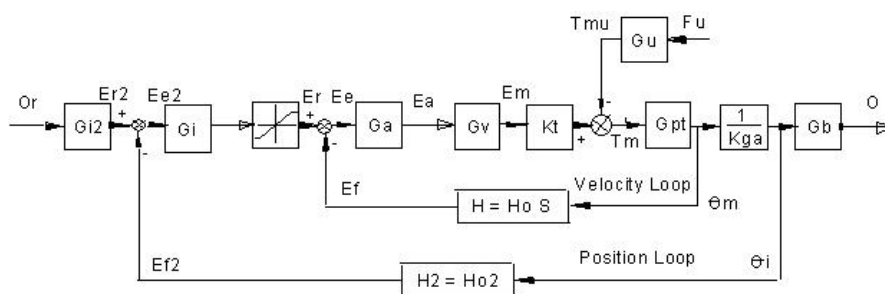 Tmu
Fu
Gu
Or
Er2
Ee2
Er
Ee
Ea
Em
O
Gi2
+
-
Gi
+
-
Ga
Gv
Kt
+
-
Tm
Gpt
1
Kga
Gb
Ef
Velocity Loop
H = Ho S
Θm
Ef2
Position Loop
H2 = Ho2
Θi